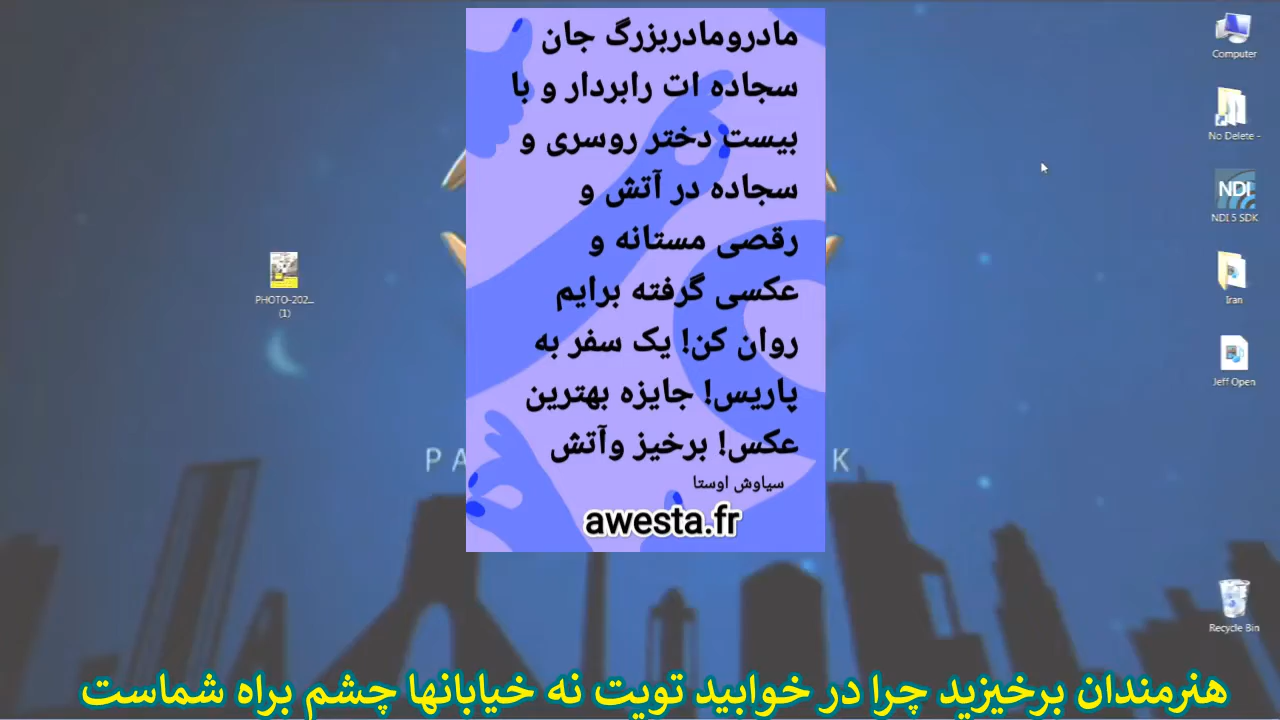 مادرومادربزرگ جان
سجاده ات رابردار و با
بیست دختر روسری و
سجاده در آتش و
رقصی مستانه و
عکسی گرفته برایم
روان کن! یک سفر به
پاریس! جایزه بهترین
عکس! برخیز وآتش
سیاوش اوستا
awesta.fr
Computer
No Delete -
NDI
NDI 5 SDK
Iran
Jeff Open
Recycle Bin
PHOTO-202...
(1)
P A
K
هنرمندان برخیزید چرا در خوابید تویت نه خیابانها چشم براه شماست